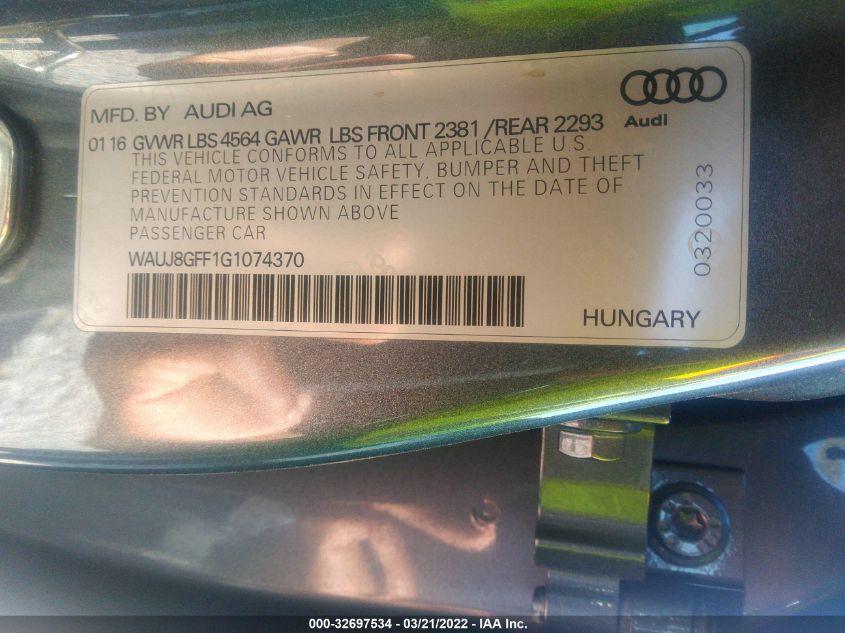 MFD. BY AUDI AG
Audi
01 16 GVWR LBS 4564 GAWR LBS FRONT 2381 /REAR 2293
THIS VEHICLE CONFORMS TO ALL APPLICABLE U.S.
FEDERAL MOTOR VEHICLE SAFETY, BUMPER AND THEFT
PREVENTION STANDARDS IN EFFECT ON THE DATE OF
MANUFACTURE SHOWN ABOVE
PASSENGER CAR
WAUJ8GFF1G1074370
HUNGARY
0320033
000-32697534 - 03/21/2022 - IAA Inc.